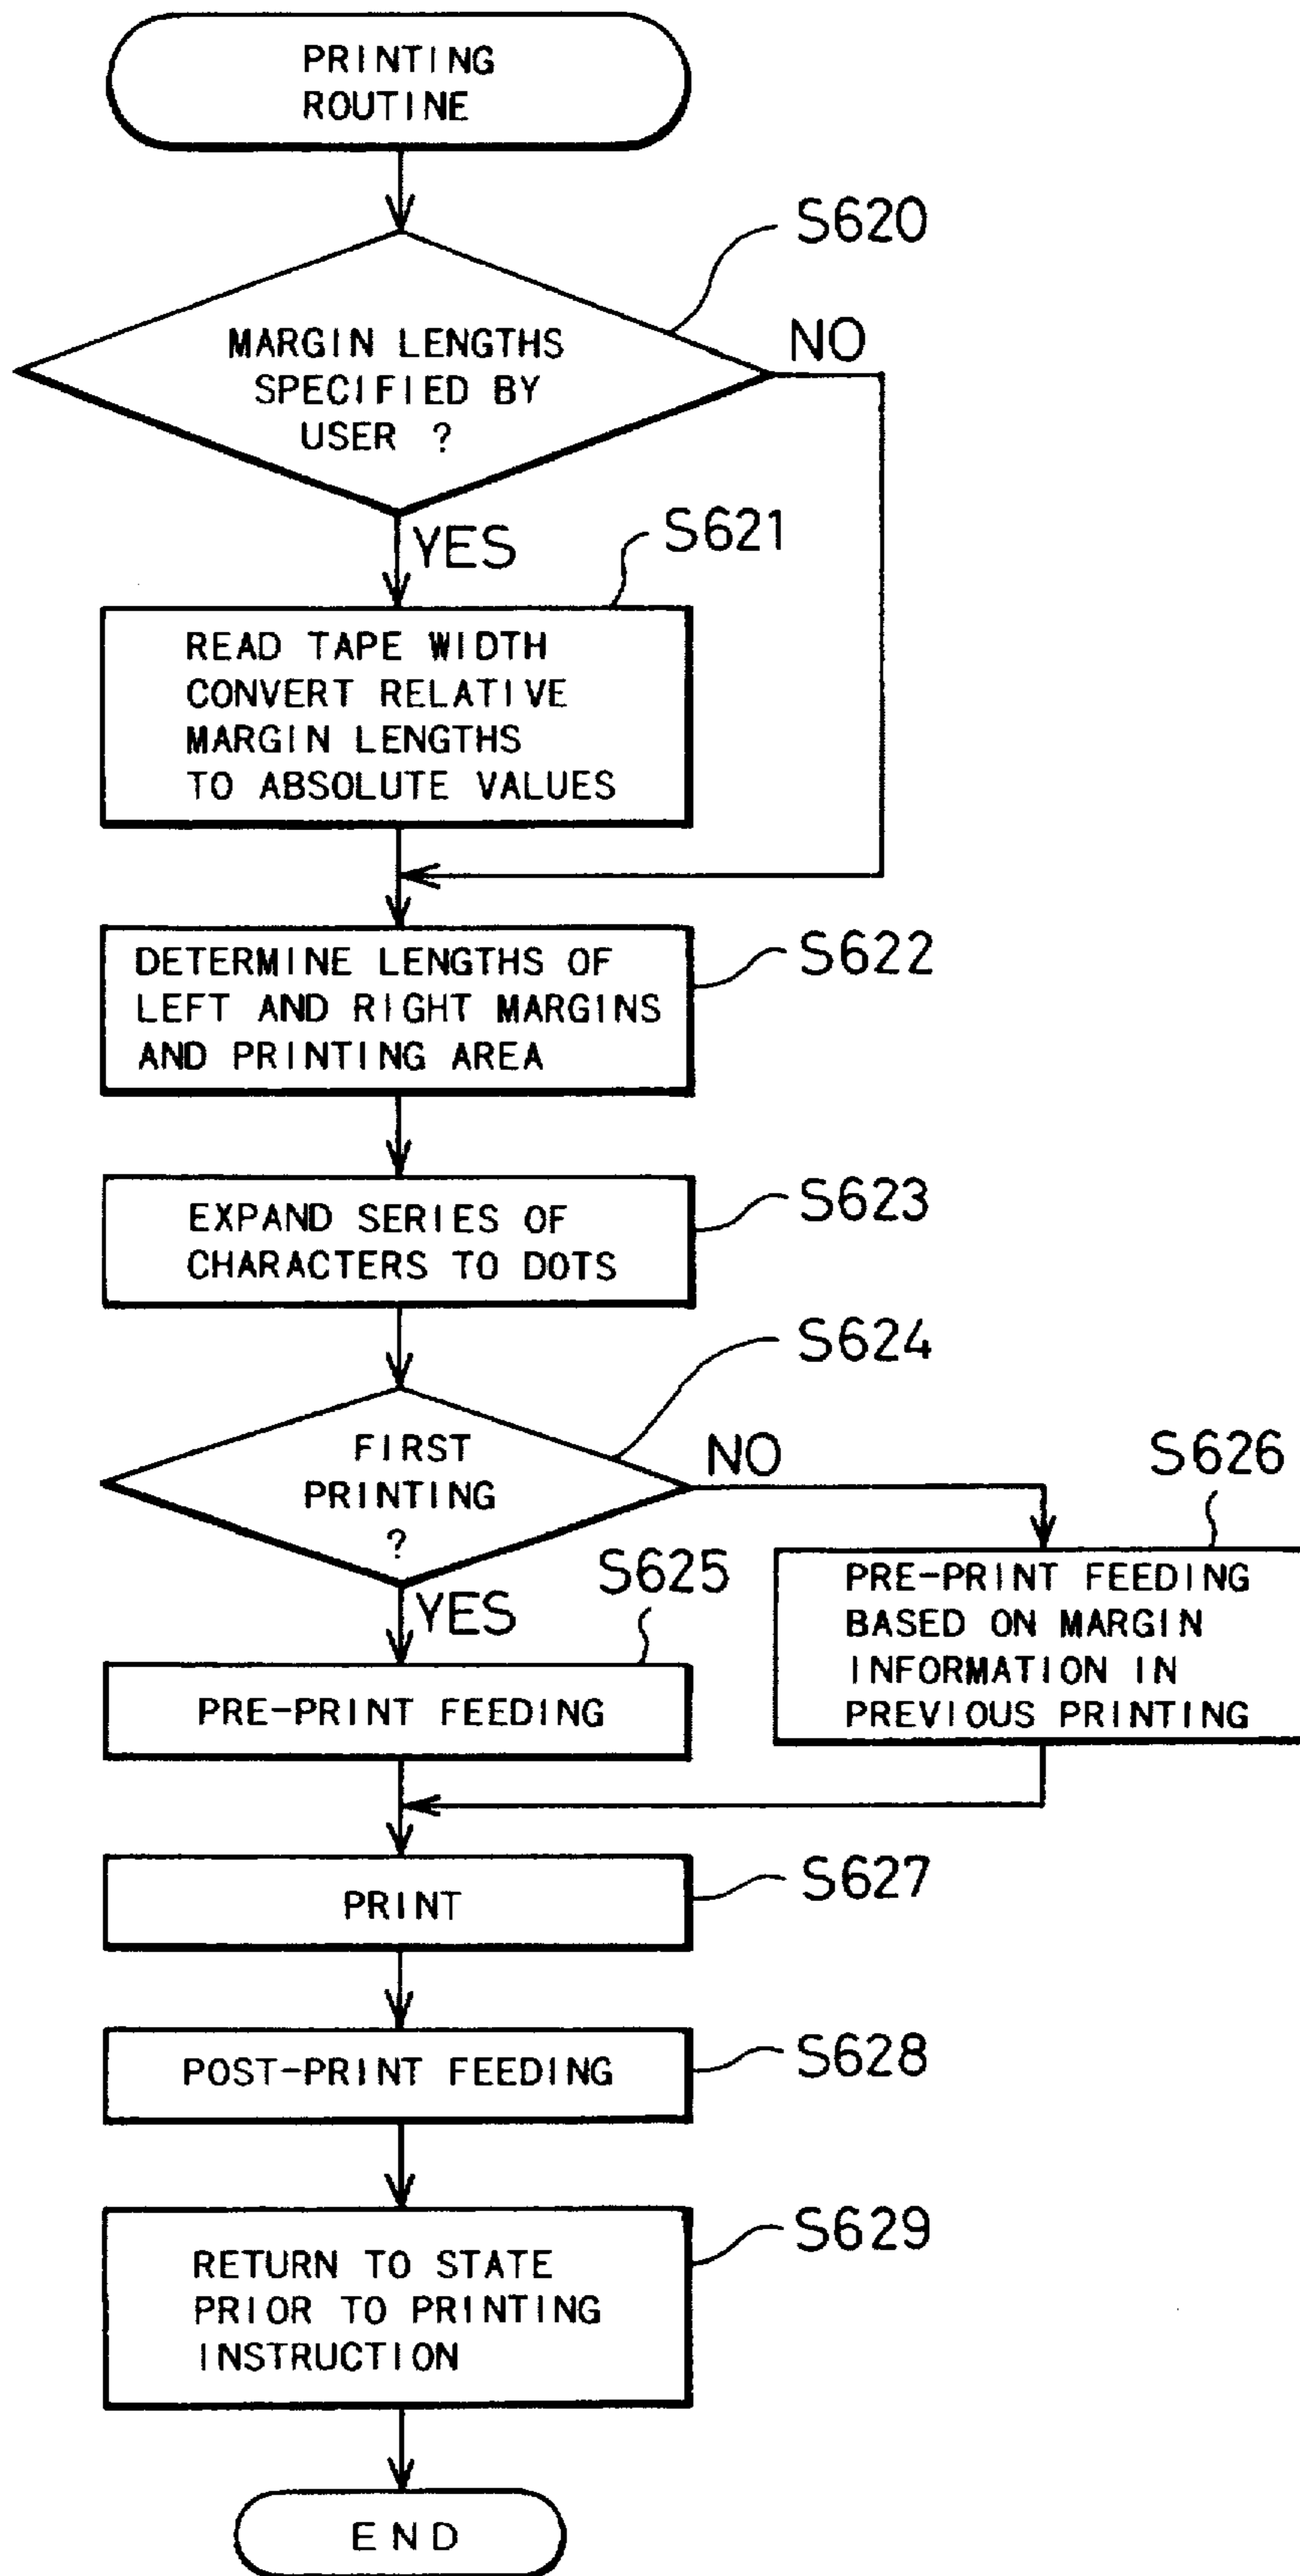 PRINTING
ROUTINE
S620
MARGIN LENGTHS
SPECIFIED BY
USER ?
NO
YES
S621
READ TAPE WIDTH
CONVERT RELATIVE
MARGIN LENGTHS
TO ABSOLUTE VALUES
S622
DETERMINE LENGTHS OF
LEFT AND RIGHT MARGINS
AND PRINTING AREA
S623
EXPAND SERIES OF
CHARACTERS TO DOTS
S624
FIRST
PRINTING
?
NO
YES
S626
PRE-PRINT FEEDING
BASED ON MARGIN
INFORMATION IN
PREVIOUS PRINTING
S625
PRE-PRINT FEEDING
S627
PRINT
S628
POST-PRINT FEEDING
S629
RETURN TO STATE
PRIOR TO PRINTING
INSTRUCTION
END